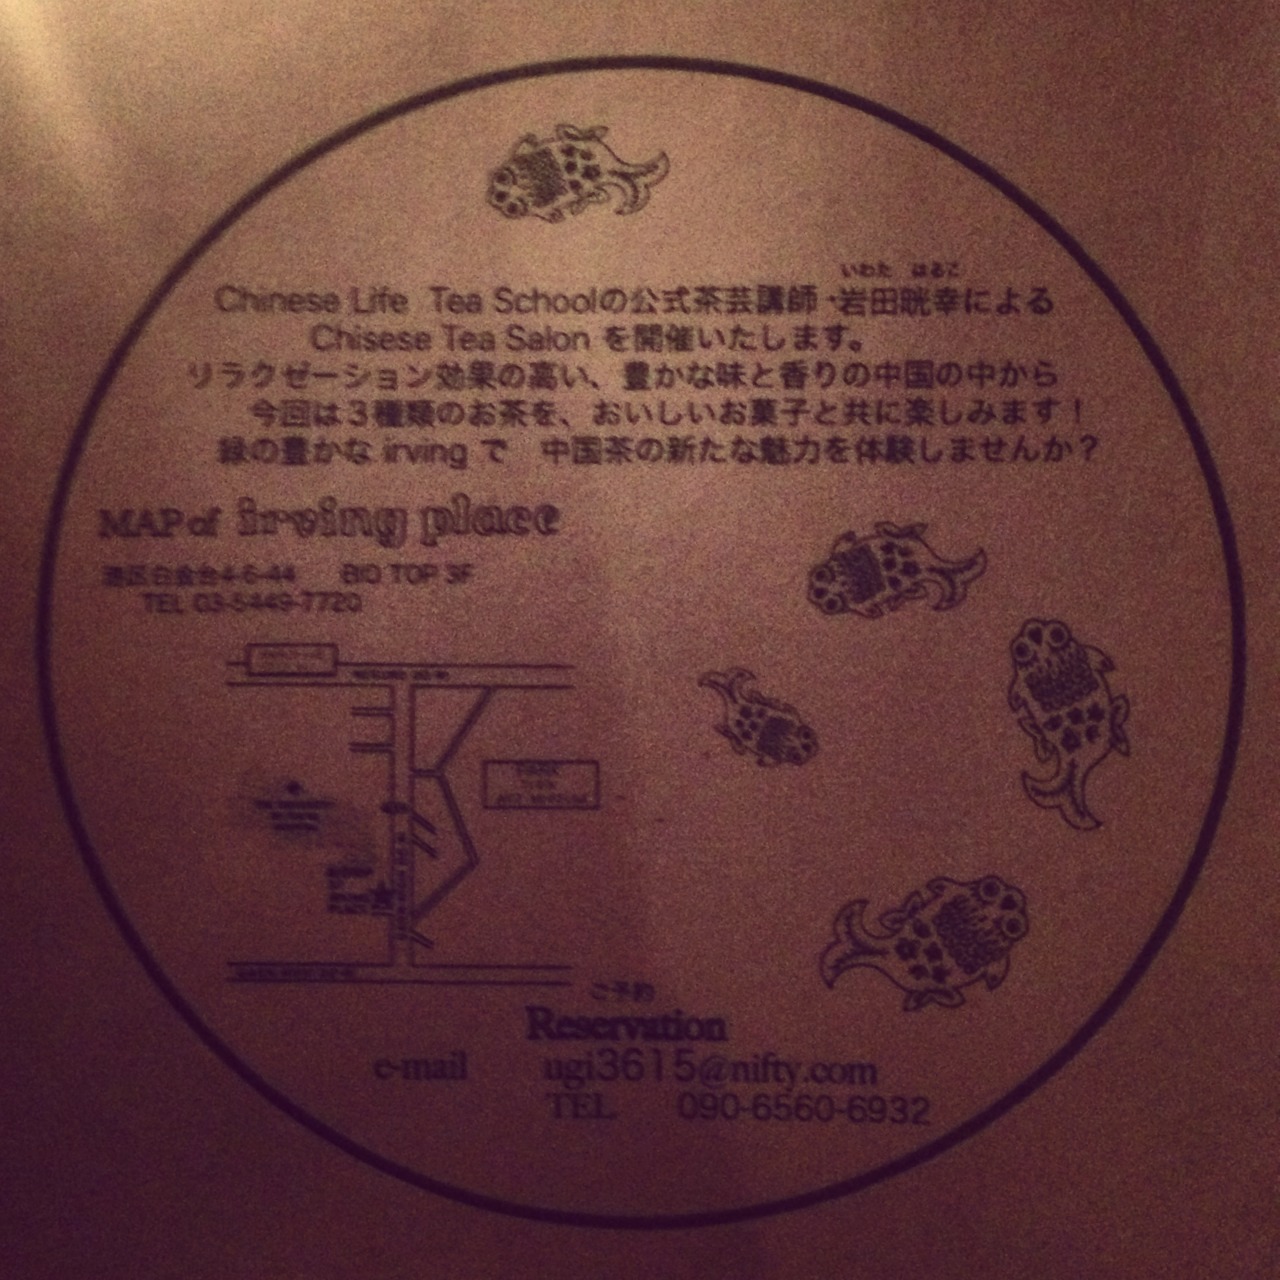 いわた はるこ
Chinese Life Tea Schoolの公式茶芸講師・岩田晄幸による
Chisese Tea Salon を開催いたします。
リラクゼーション効果の高い、豊かな味と香りの中国の中から
今回は3種類のお茶を、おいしいお菓子と共に楽しみます！
緑の豊かな irving で 中国茶の新たな魅力を体験しませんか？
MAP of irving place
港区白金台4-6-44 BIO TOP 3F
TEL 03-5449-7720
ご予約
Reservation
e-mail ugi3615@nifty.com
TEL 090-6560-6932